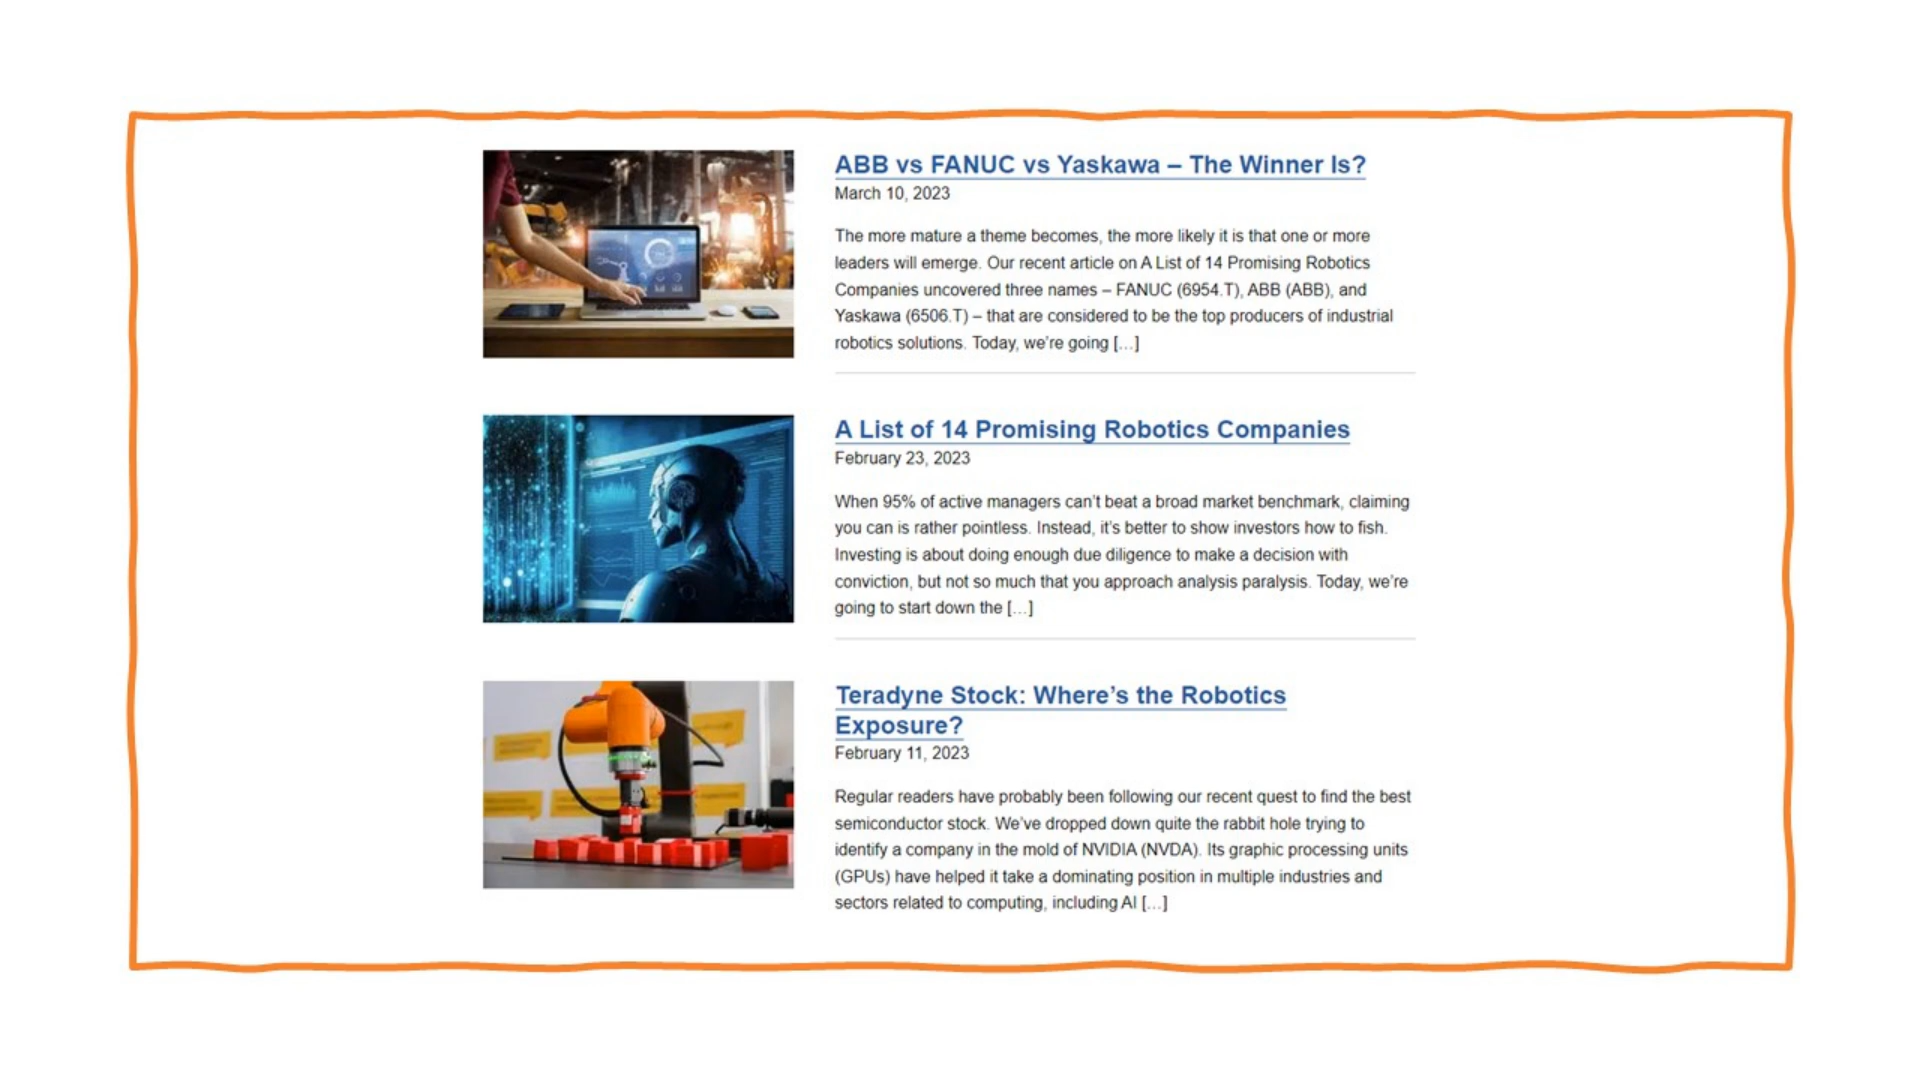 ABB vs FANUC vs Yaskawa – The Winner Is?
March 10, 2023
The more mature a theme becomes, the more likely it is that one or more
leaders will emerge. Our recent article on A List of 14 Promising Robotics
Companies uncovered three names – FANUC (6954.T), ABB (ABB), and
Yaskawa (6506.T) – that are considered to be the top producers of industrial
robotics solutions. Today, we’re going […]
A List of 14 Promising Robotics Companies
February 23, 2023
When 95% of active managers can’t beat a broad market benchmark, claiming
you can is rather pointless. Instead, it’s better to show investors how to fish.
Investing is about doing enough due diligence to make a decision with
conviction, but not so much that you approach analysis paralysis. Today, we’re
going to start down the […]
Teradyne Stock: Where’s the Robotics
Exposure?
February 11, 2023
Regular readers have probably been following our recent quest to find the best
semiconductor stock. We’ve dropped down quite the rabbit hole trying to
identify a company in the mold of NVIDIA (NVDA). Its graphic processing units
(GPUs) have helped it take a dominating position in multiple industries and
sectors related to computing, including AI […]